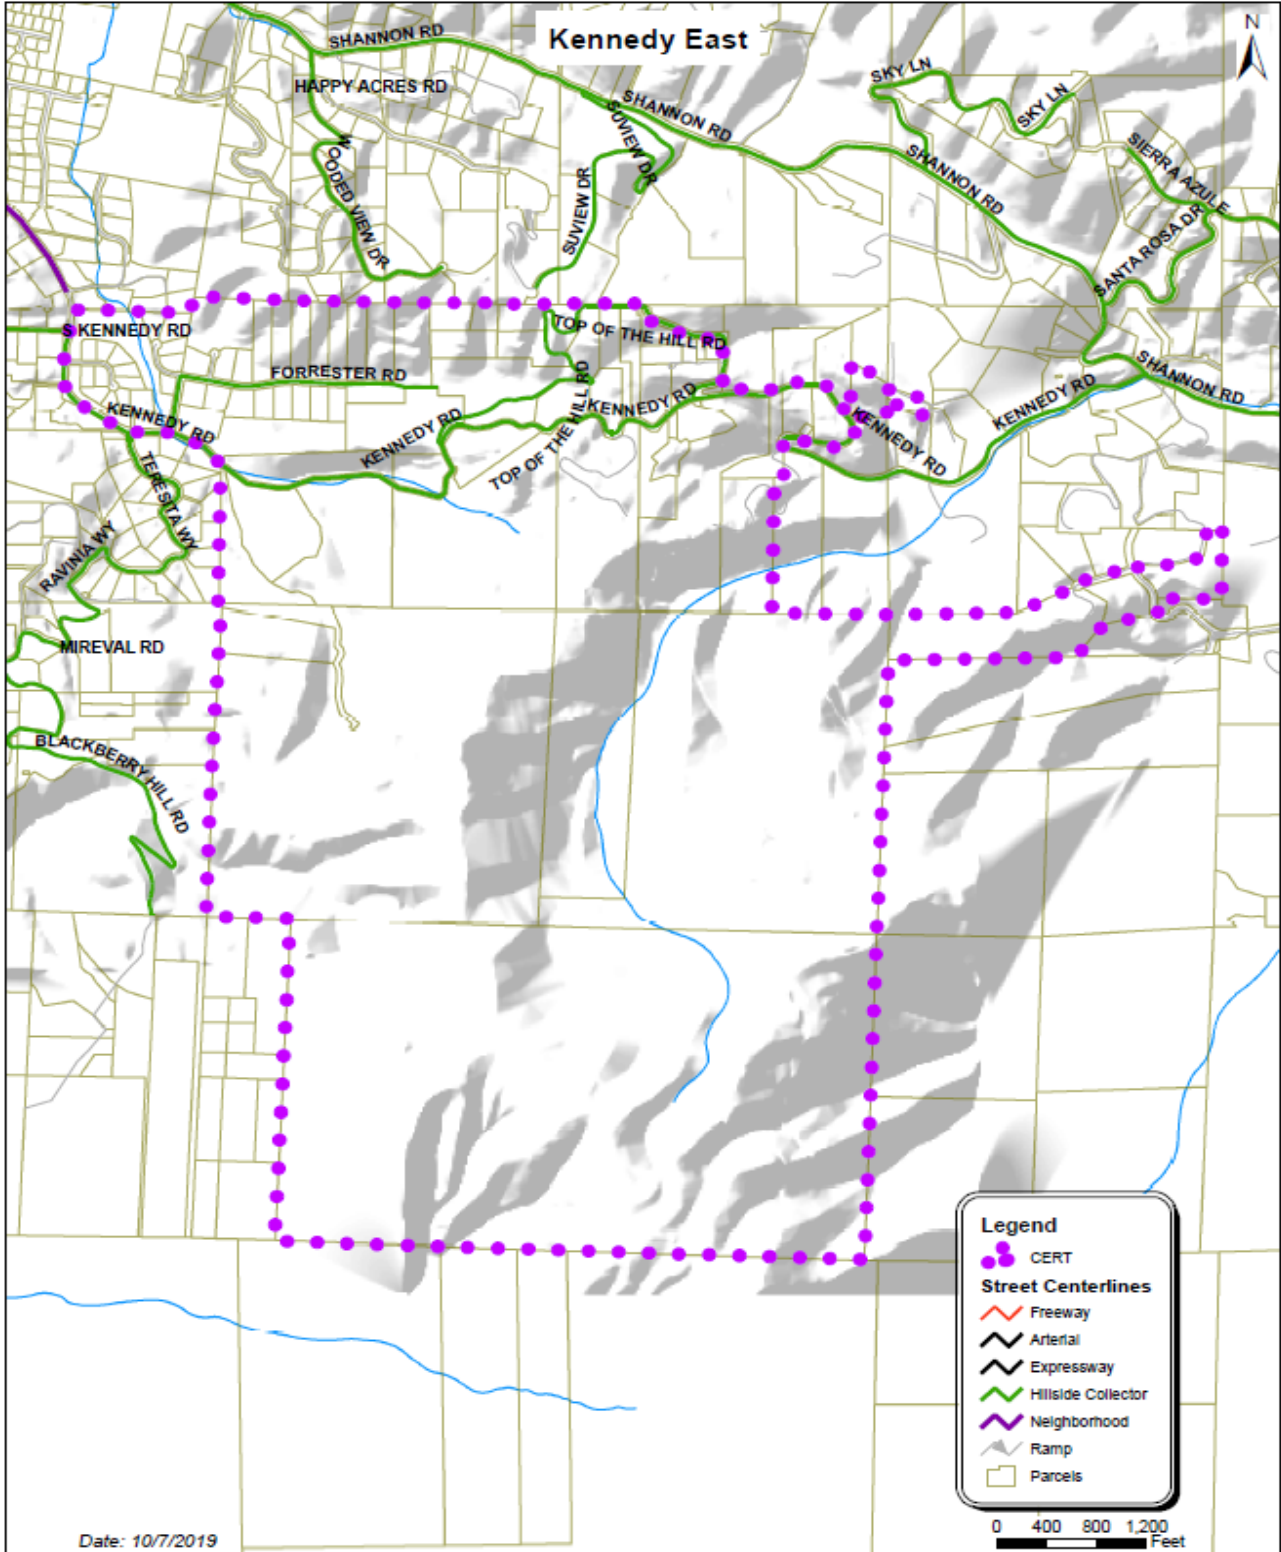 Kennedy East
N
SHANNON RD
HAPPY ACRES RD
WOODED VIEW DR
SUVIEW DR
SUVIEW DR
SHANNON RD
SKY LN
SKY LN
SHANNON RD
SIERRA AZULE
SANTA ROSA DR
SHANNON RD
S KENNEDY RD
TOP OF THE HILL RD
FORRESTER RD
KENNEDY RD
KENNEDY RD
KENNEDY RD
TOP OF THE HILL RD
KENNEDY RD
KENNEDY RD
TERESITA WY
RAVINIA WY
MIREVAL RD
BLACKBERRY HILL RD
Legend
CERT
Street Centerlines
Freeway
Arterial
Expressway
Hillside Collector
Neighborhood
Ramp
Parcels
0 400 800 1,200
Feet
Date: 10/7/2019